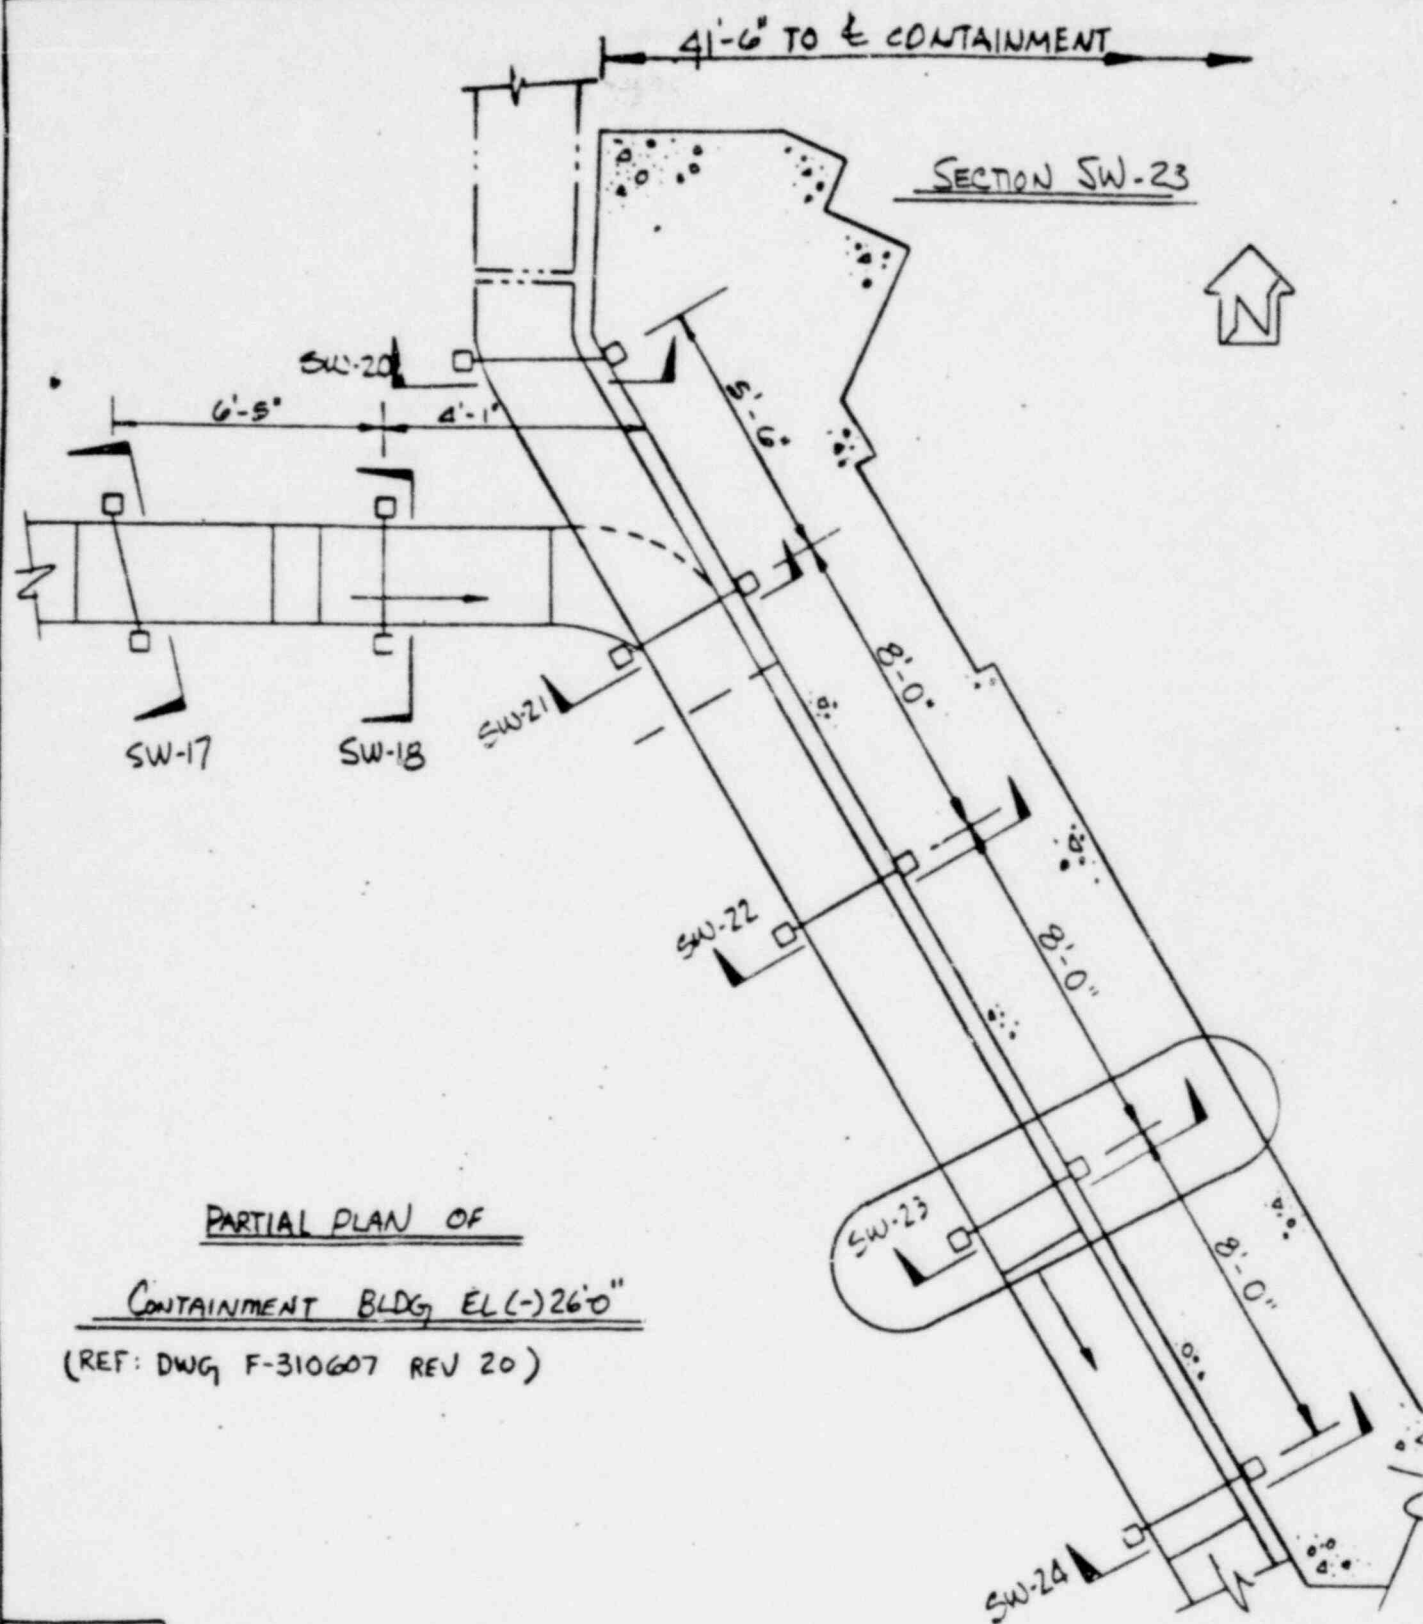 41'-6" TO ℄ CONTAINMENT
SECTION SW-23
N
SW-20
6'-5"
4'-1"
5'-6"
8'-0"
SW-17
SW-18
SW-21
SW-22
8'-0"
SW-23
8'-0"
SW-24
PARTIAL PLAN OF
CONTAINMENT BLDG EL (-) 26'0"
(REF: DWG F-310607 REV 20)